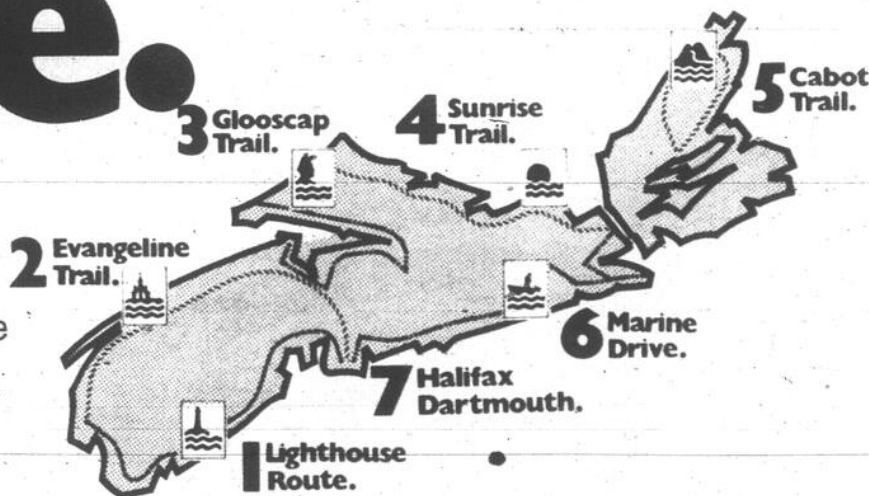 e.
3 Glooscap
Trail.
4 Sunrise
Trail.
5 Cabot
Trail.
2 Evangeline
Trail.
e
6 Marine
Drive.
7 Halifax
Dartmouth.
1 Lighthouse
Route.